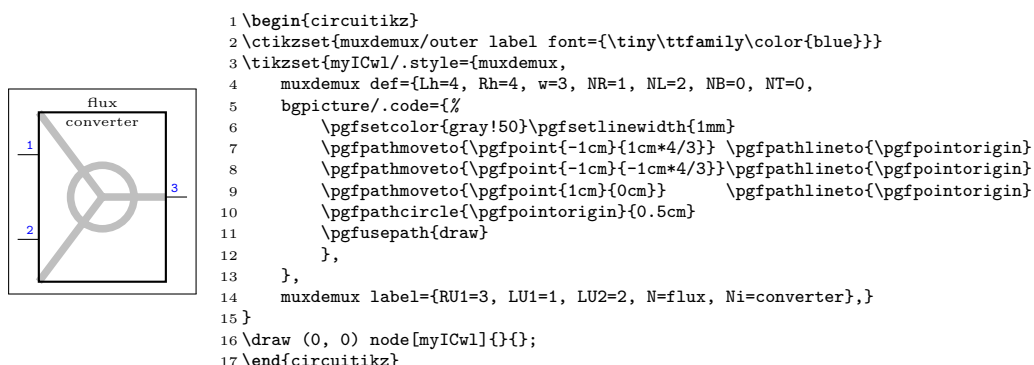 flux
converter
1
2
3
1 \begin{circuitikz}
2 \ctikzset{muxdemux/outer label font={\tiny\ttfamily\color{blue}}}
3 \tikzset{myICwl/.style={muxdemux,
4     muxdemux def={Lh=4, Rh=4, w=3, NR=1, NL=2, NB=0, NT=0,
5     bgpicture/.code={%
6         \pgfsetcolor{gray!50}\pgfsetlinewidth{1mm}
7         \pgfpathmoveto{\pgfpoint{-1cm}{1cm*4/3}} \pgfpathlineto{\pgfpointorigin}
8         \pgfpathmoveto{\pgfpoint{-1cm}{-1cm*4/3}}\pgfpathlineto{\pgfpointorigin}
9         \pgfpathmoveto{\pgfpoint{1cm}{0cm}}      \pgfpathlineto{\pgfpointorigin}
10         \pgfpathcircle{\pgfpointorigin}{0.5cm}
11         \pgfusepath{draw}
12         },
13     },
14     muxdemux label={RU1=3, LU1=1, LU2=2, N=flux, Ni=converter},}
15 }
16 \draw (0, 0) node[myICwl]{}{};
17 \end{circuitikz}